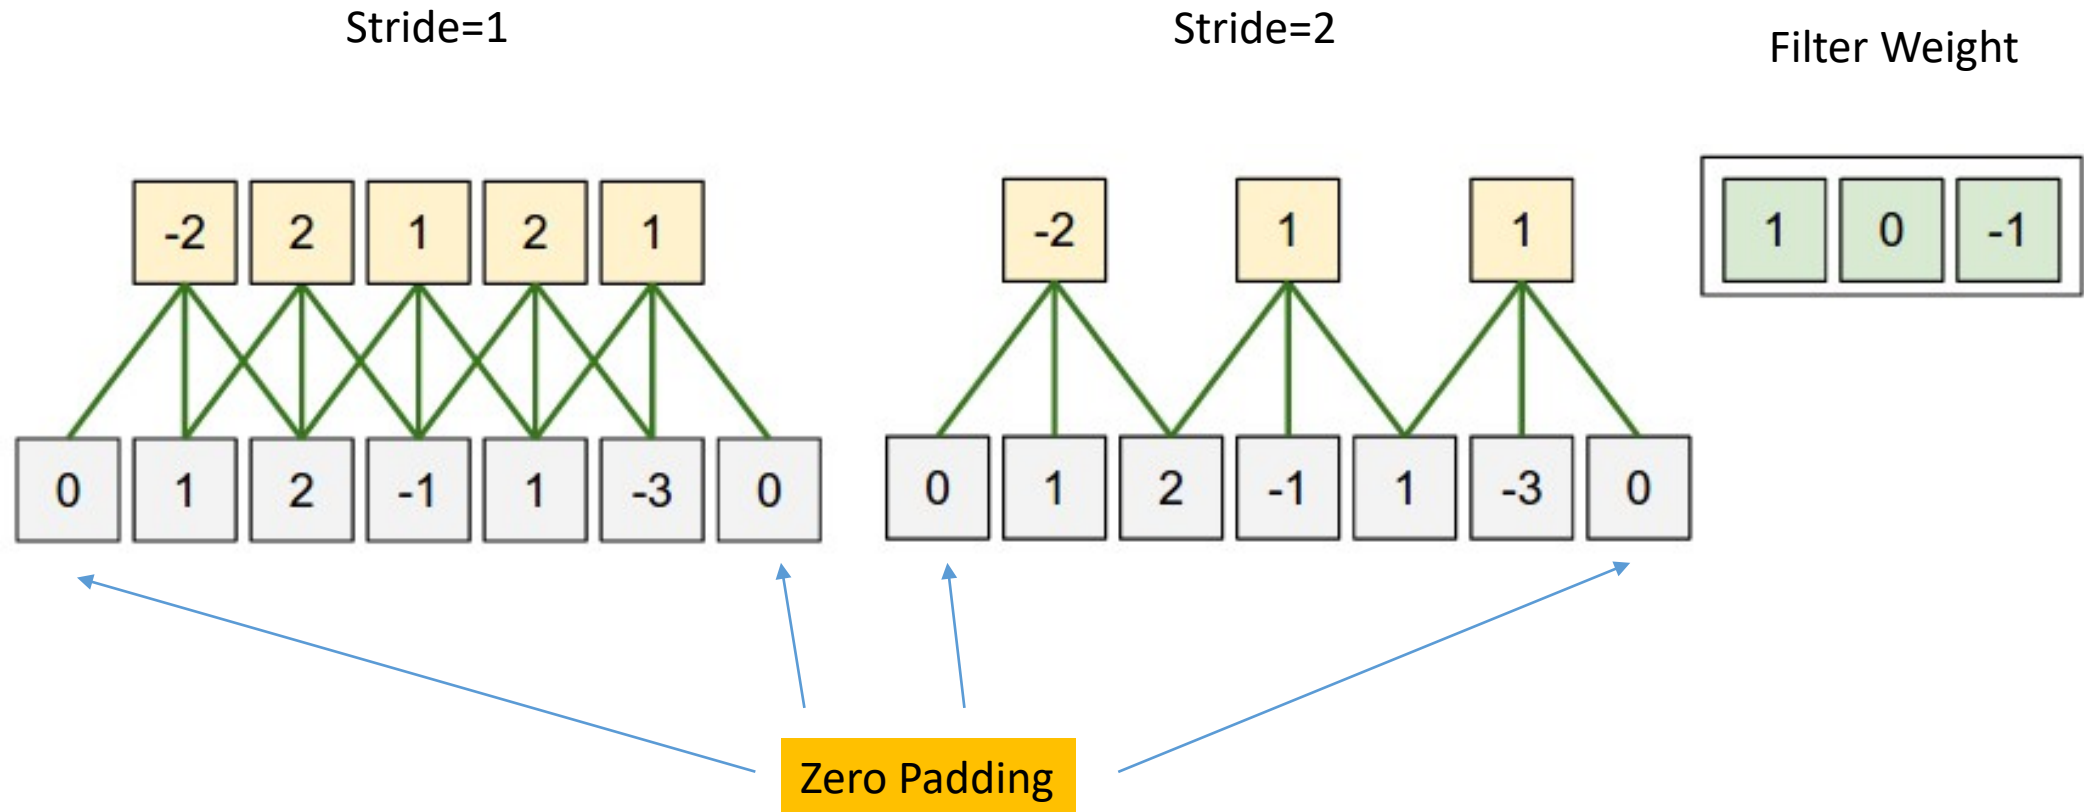 Stride=1
Stride=2
Filter Weight
-2 2 1 2 1
-2 1 1
1 0 -1
0 1 2 -1 1 -3 0
0 1 2 -1 1 -3 0
Zero Padding